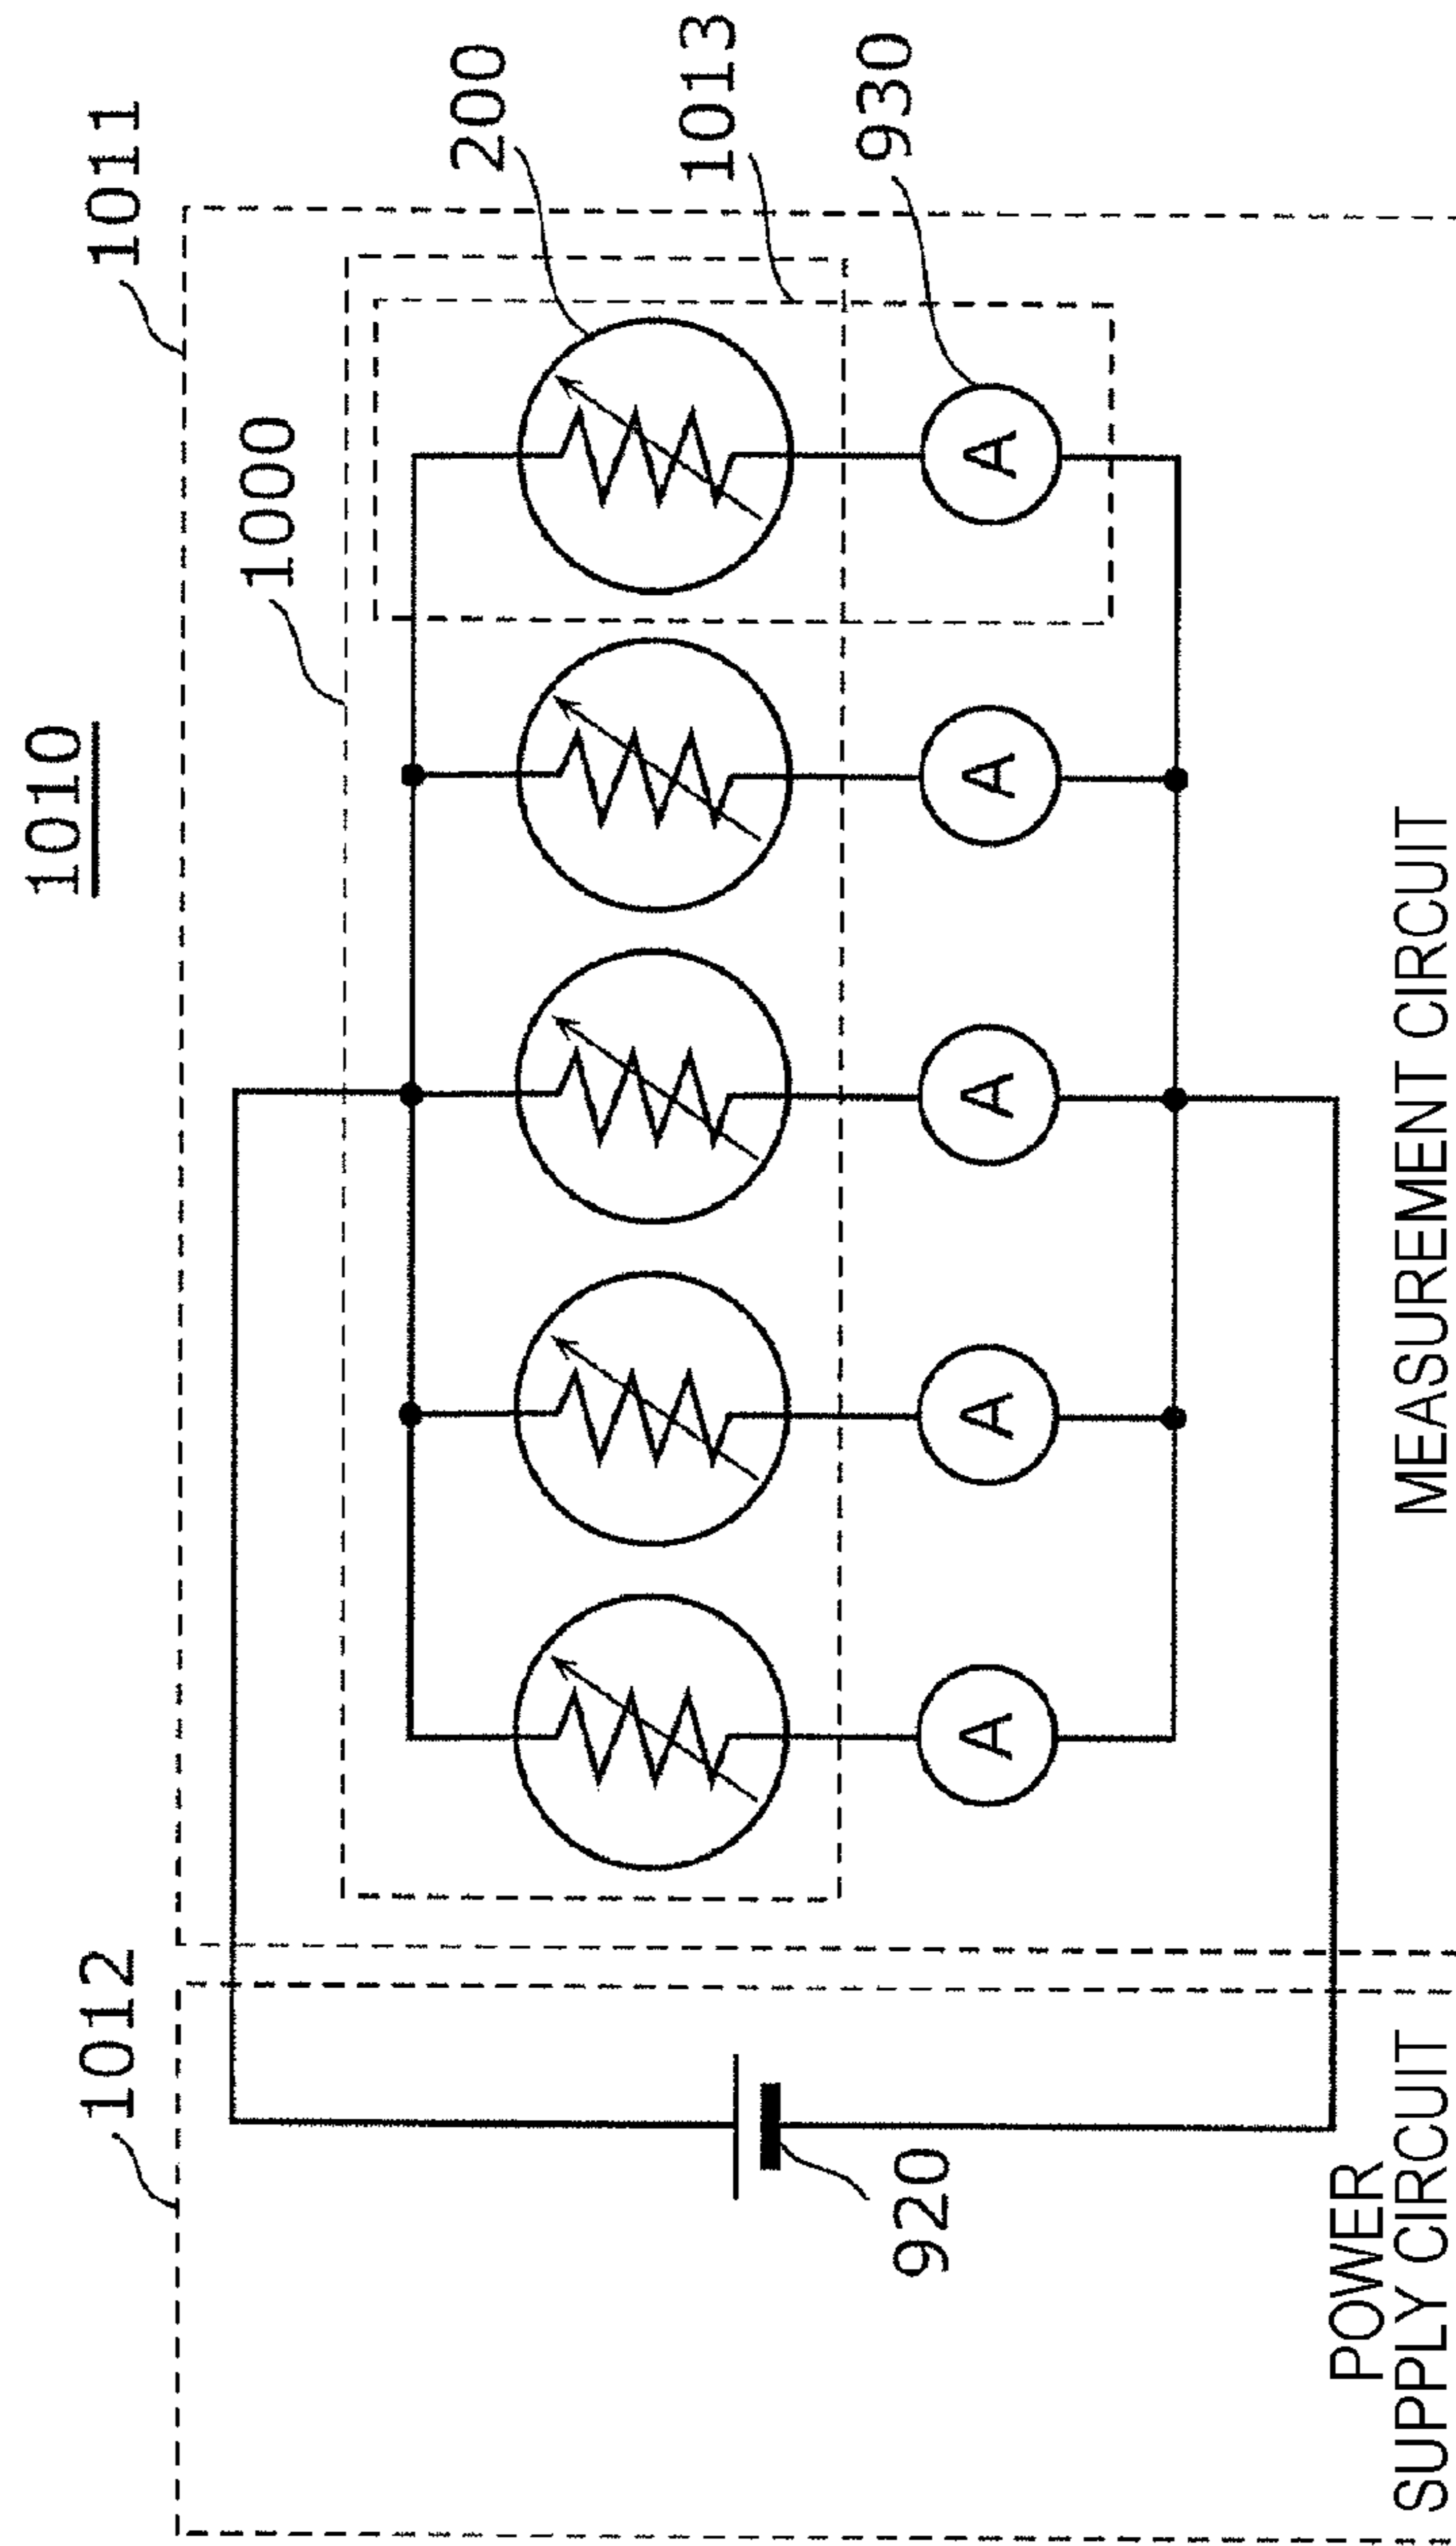 1010
1012
1011
1000
200
1013
930
920
A
A
A
A
A
POWER
SUPPLY CIRCUIT
MEASUREMENT CIRCUIT